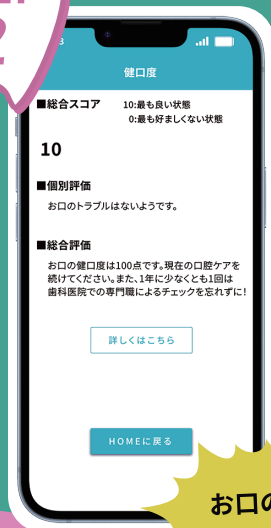 2
健口度
■総合スコア 10:最も良い状態
0:最も好ましくない状態
10
■個別評価
お口のトラブルはないようです。
■総合評価
お口の健口度は100点です。現在の口腔ケアを
続けてください。また、1年に少なくとも1回は
歯科医院での専門職によるチェックを忘れずに!
詳しくはこちら
HOMEに戻る
お口の